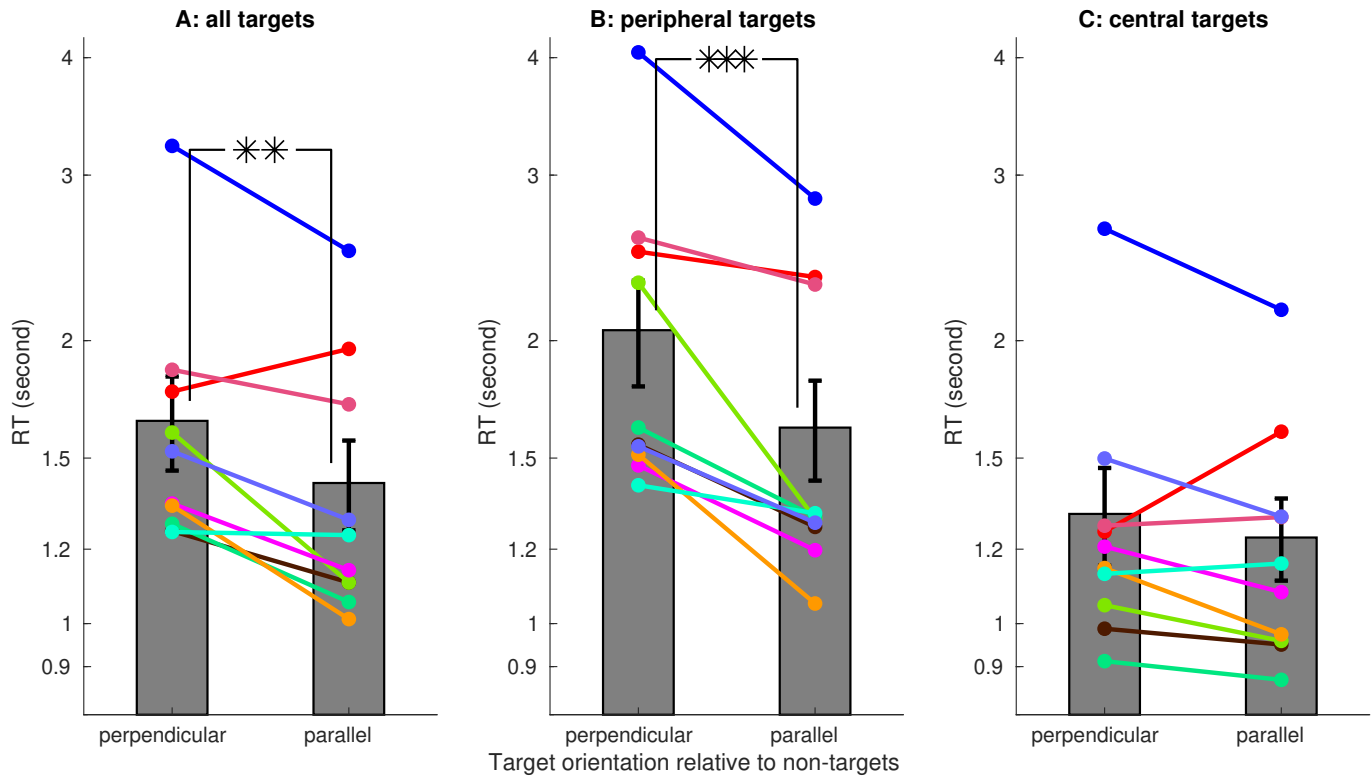 A: all targets
B: peripheral targets
C: central targets
RT (second)
4
3
2
1.5
1.2
1
0.9
perpendicular
parallel
RT (second)
4
3
2
1.5
1.2
1
0.9
perpendicular
parallel
RT (second)
4
3
2
1.5
1.2
1
0.9
perpendicular
parallel
Target orientation relative to non-targets